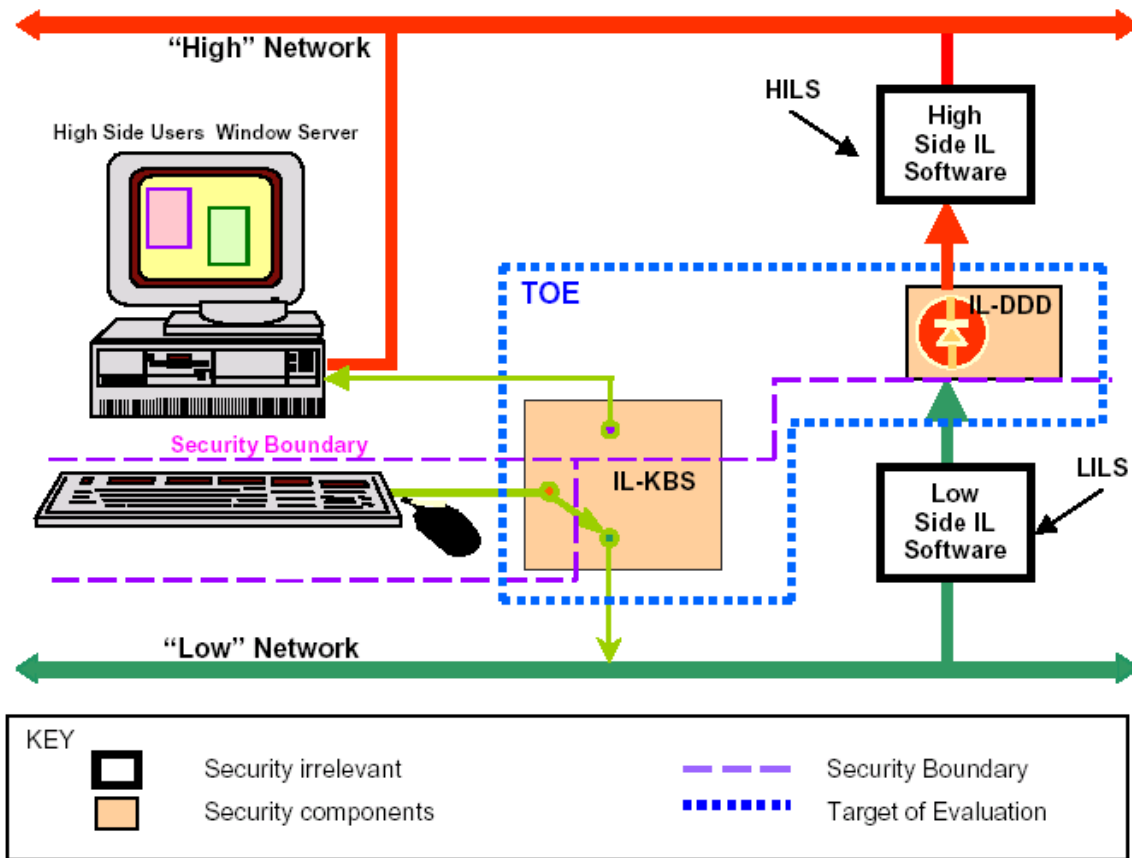 “High” Network
HILS
High
Side IL
Software
High Side Users Window Server
TOE
IL-DDD
Security Boundary
IL-KBS
LILS
Low
Side IL
Software
“Low” Network
KEY
Security irrelevant
Security Boundary
Security components
Target of Evaluation